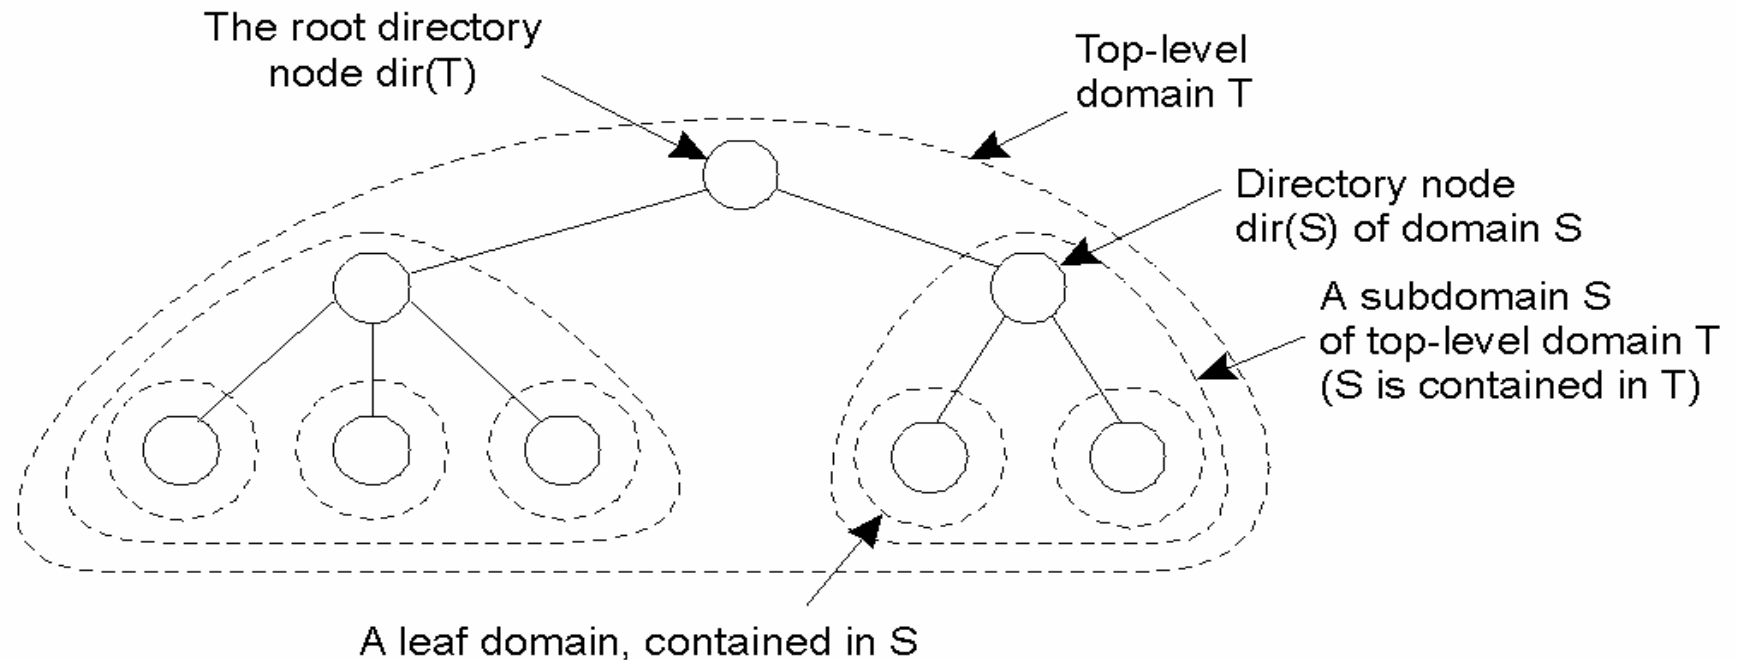 The root directory
node dir(T)
Top-level
domain T
Directory node
dir(S) of domain S
A subdomain S
of top-level domain T
(S is contained in T)
A leaf domain, contained in S